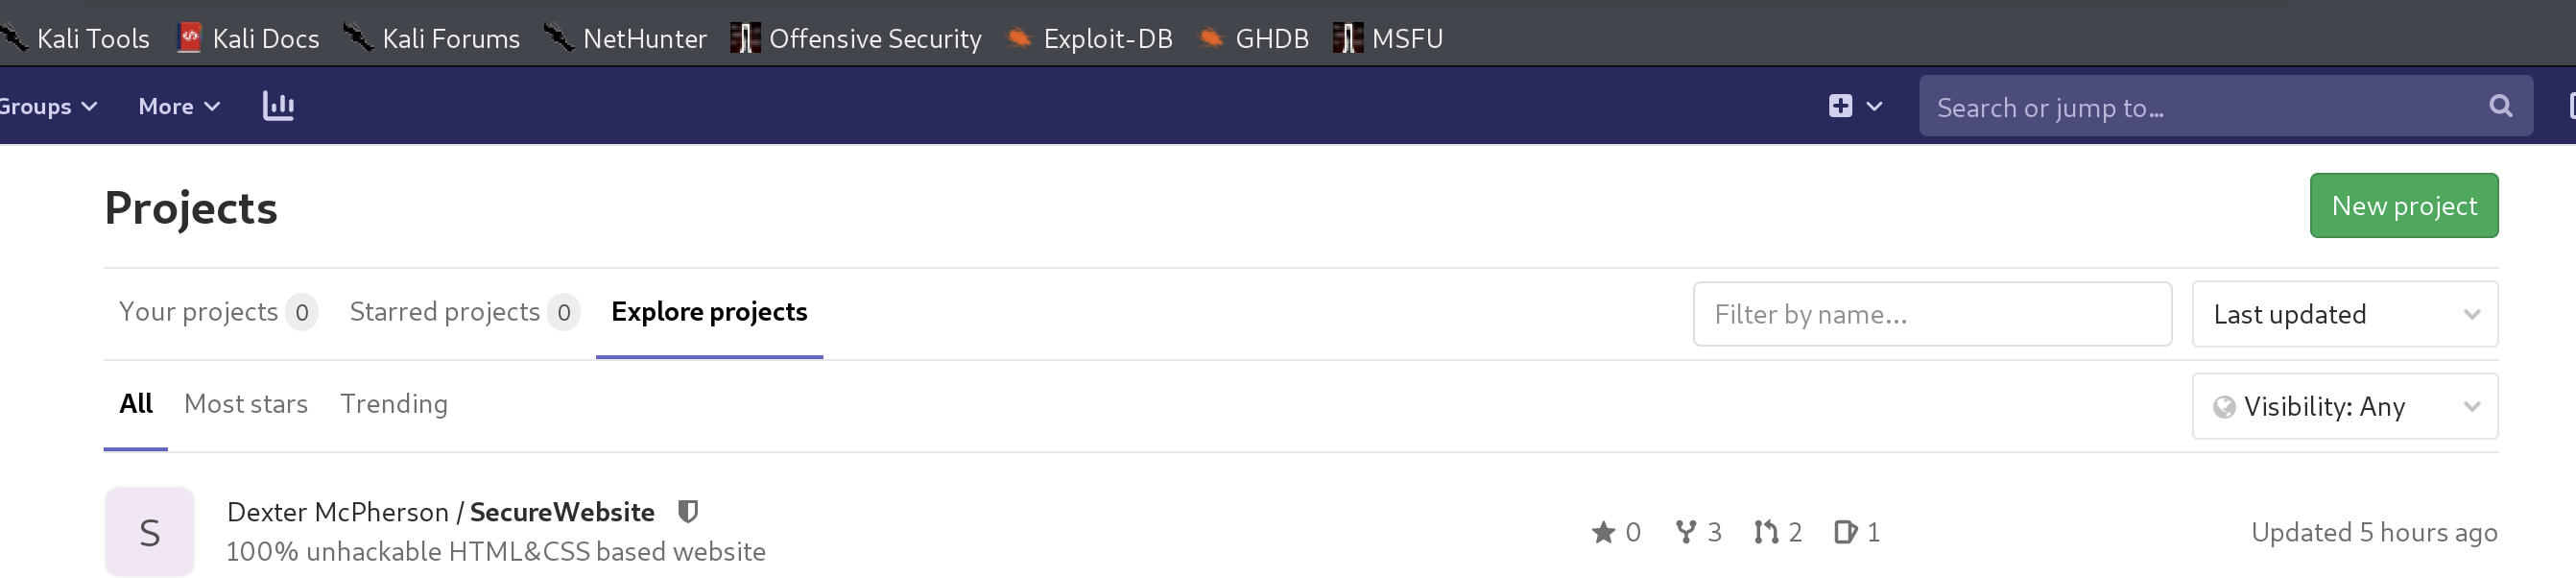 Kali Tools Kali Docs Kali Forums NetHunter Offensive Security Exploit-DB GHDB MSFU
Groups More Search or jump to...
Projects New project
Your projects 0 Starred projects 0 Explore projects Filter by name... Last updated
All Most stars Trending Visibility: Any
S Dexter McPherson / SecureWebsite 0 3 2 1 Updated 5 hours ago
100% unhackable HTML&CSS based website